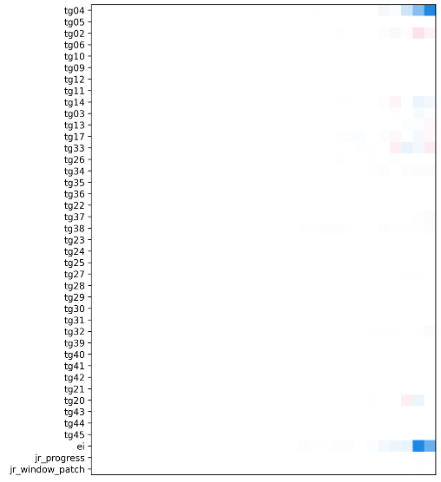 tg04
tg05
tg02
tg06
tg10
tg09
tg12
tg11
tg14
tg03
tg13
tg17
tg33
tg26
tg34
tg35
tg36
tg22
tg37
tg38
tg23
tg24
tg25
tg27
tg28
tg29
tg30
tg31
tg32
tg39
tg40
tg41
tg42
tg21
tg20
tg43
tg44
tg45
ei
jr_progress
jr_window_patch